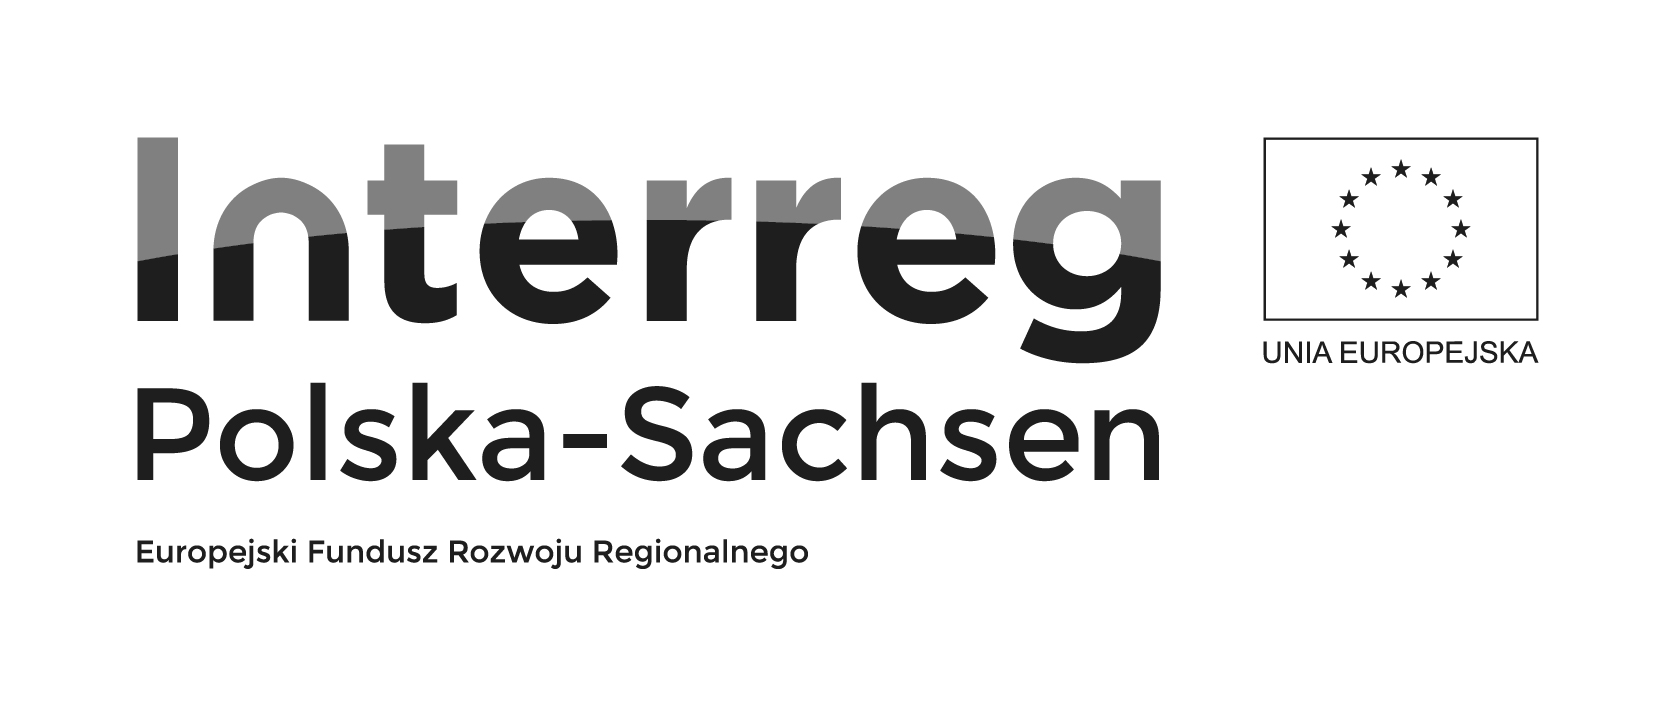 Interreg
UNIA EUROPEJSKA
Polska-Sachsen
Europejski Fundusz Rozwoju Regionalnego